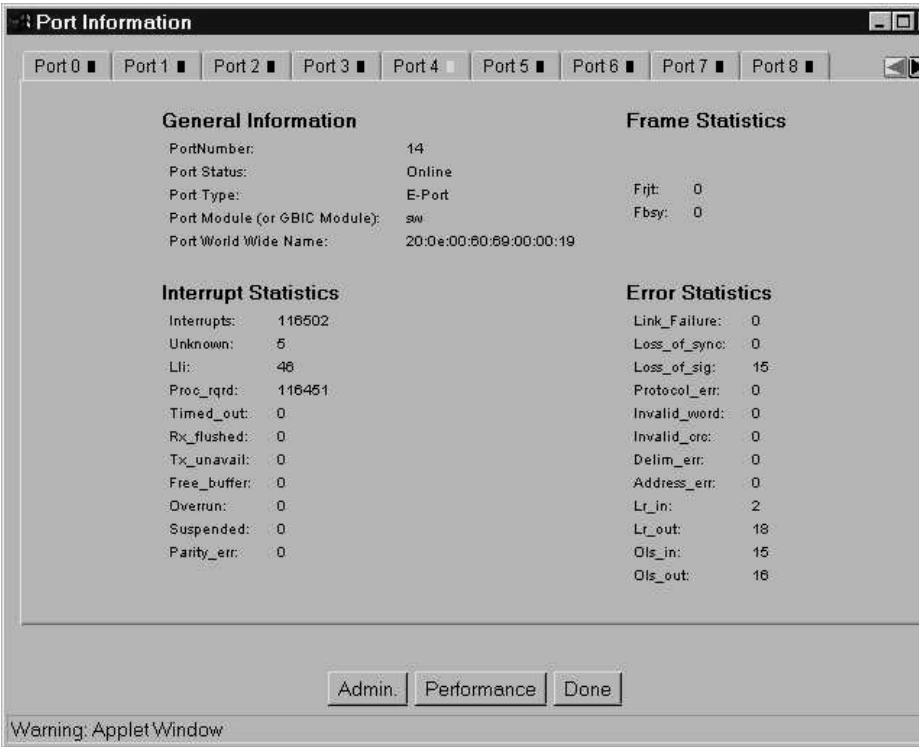 Port Information
Port 0 Port 1 Port 2 Port 3 Port 4 Port 5 Port 6 Port 7 Port 8
General Information
PortNumber: 14
Port Status: Online
Port Type: E-Port
Port Module (or GBIC Module): sw
Port World Wide Name: 20:0e:00:60:69:00:00:19
Frame Statistics
Frjt: 0
Fbsy: 0
Interrupt Statistics
Interrupts: 116502
Unknown: 5
Lli: 46
Proc_rqrd: 116451
Timed_out: 0
Rx_flushed: 0
Tx_unavail: 0
Free_buffer: 0
Overrun: 0
Suspended: 0
Parity_err: 0
Error Statistics
Link_Failure: 0
Loss_of_sync: 0
Loss_of_sig: 15
Protocol_err: 0
Invalid_word: 0
Invalid_crc: 0
Delim_err: 0
Address_err: 0
Lr_in: 2
Lr_out: 18
Ols_in: 15
Ols_out: 16
Admin. Performance Done
Warning: Applet Window